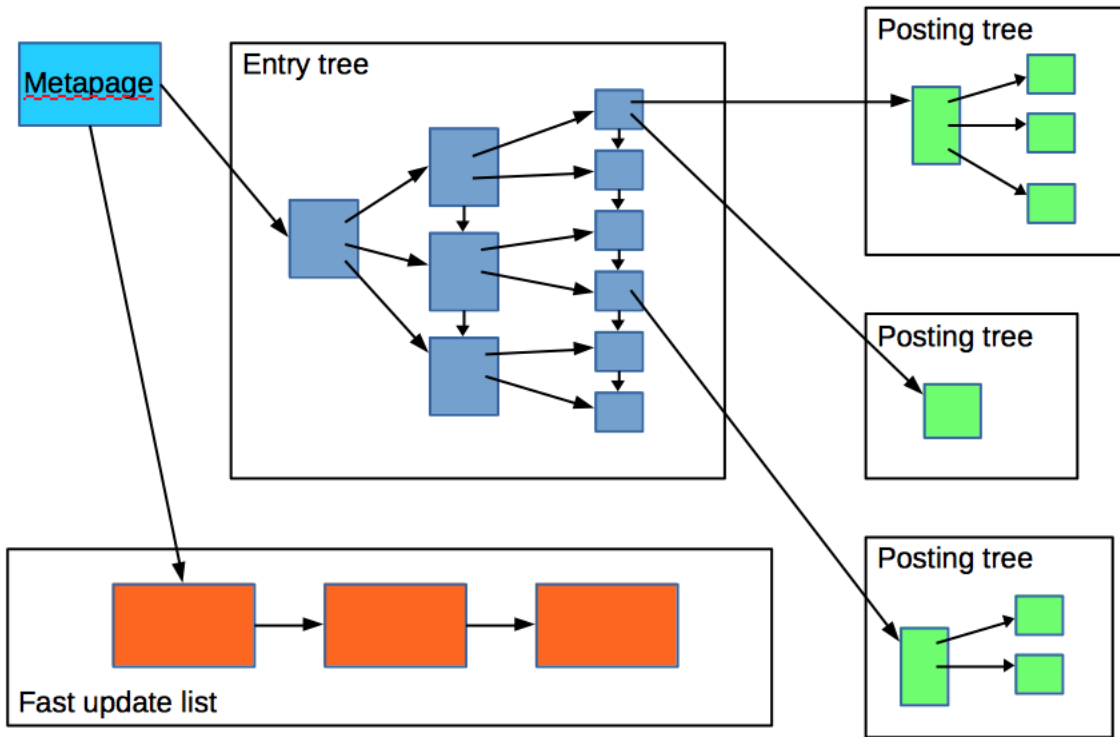 Metapage
Entry tree
Posting tree
Posting tree
Posting tree
Fast update list